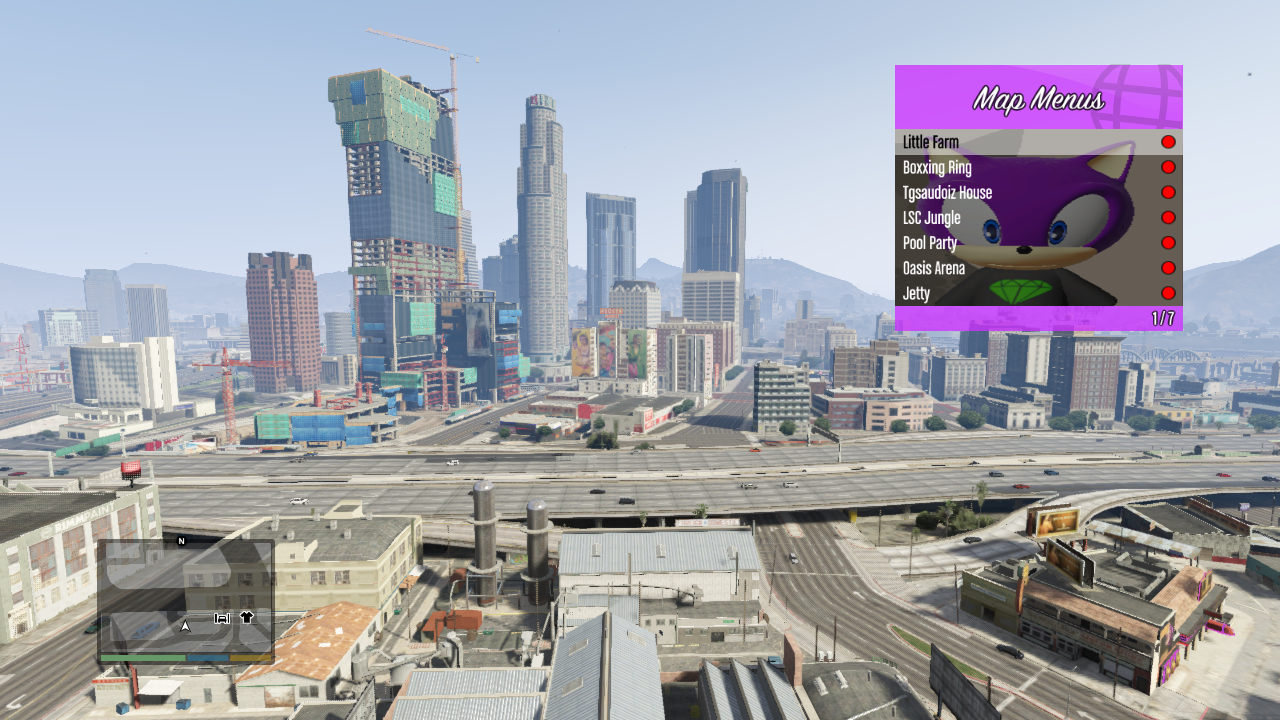 Map Menus
Little Farm
Boxxing Ring
Tgsaudoiz House
LSC Jungle
Pool Party
Oasis Arena
Jetty
1/7
N